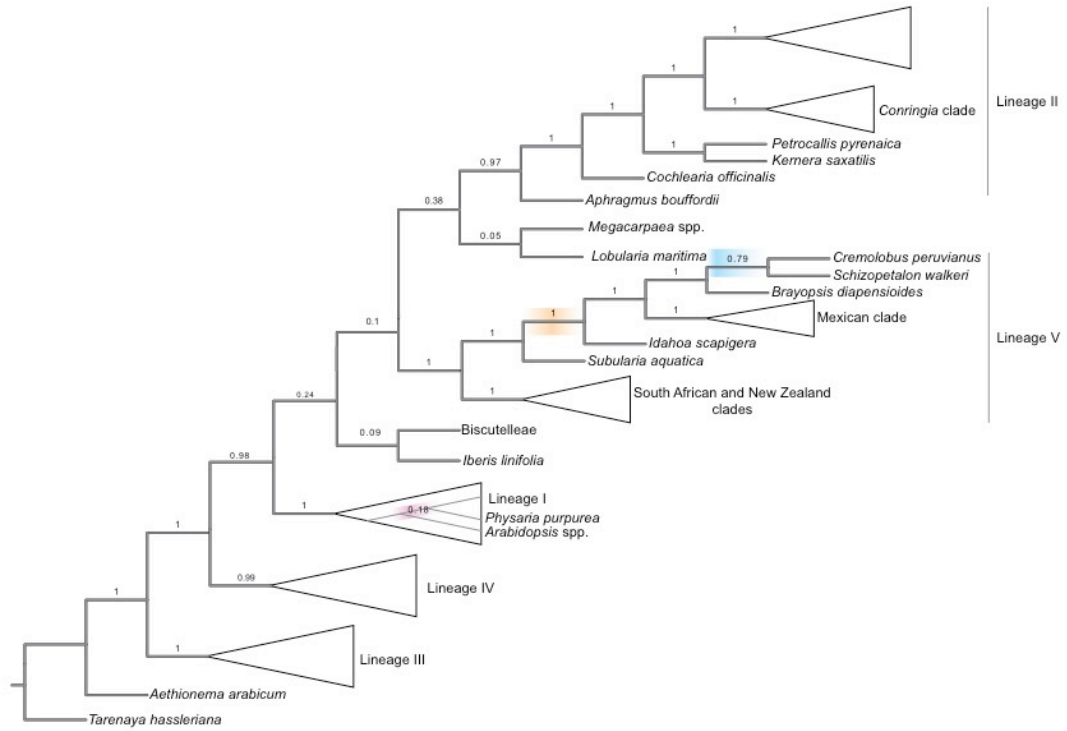 1
1
1
Lineage II
Conringia clade
1
1
Petrocallis pyrenaica
1
Kernera saxatilis
0.97
Cochlearia officinalis
0.38
Aphragmus bouffordii
Megacarpaea spp.
0.05
Lobularia maritima
0.79
Cremolobus peruvianus
1
Schizopetalon walkeri
Brayopsis diapensioides
1
1
1
Mexican clade
0.1
1
Lineage V
Idahoa scapigera
Subularia aquatica
1
1
South African and New Zealand
clades
0.24
0.09
Biscutelleae
0.98
Iberis linifolia
1
Lineage I
0.18
Physaria purpurea
Arabidopsis spp.
1
0.99
Lineage IV
1
1
Lineage III
Aethionema arabicum
Tarenaya hassleriana